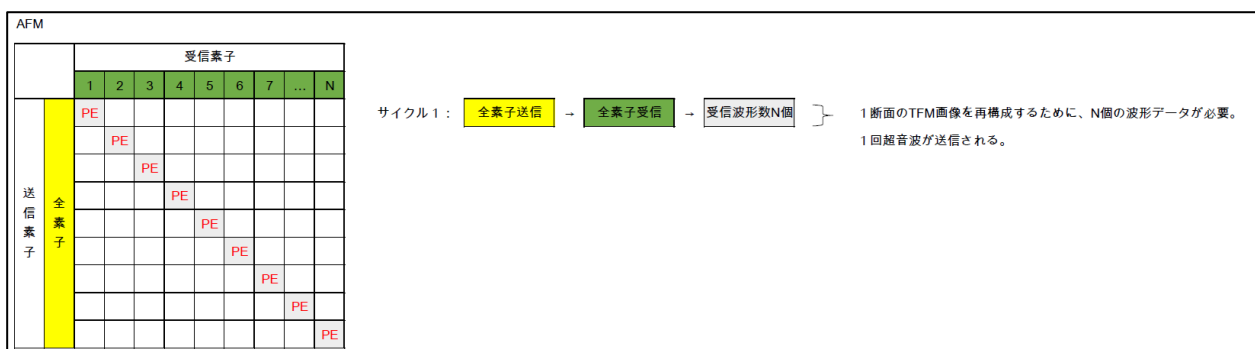 AFM
受信素子
1 2 3 4 5 6 7 … N
送信素子
全素子
PE
PE
PE
PE
PE
PE
PE
PE
PE
サイクル1: 全素子送信 → 全素子受信 → 受信波形数N個
1断面のTFM画像を再構成するために、N個の波形データが必要。
1回超音波が送信される。